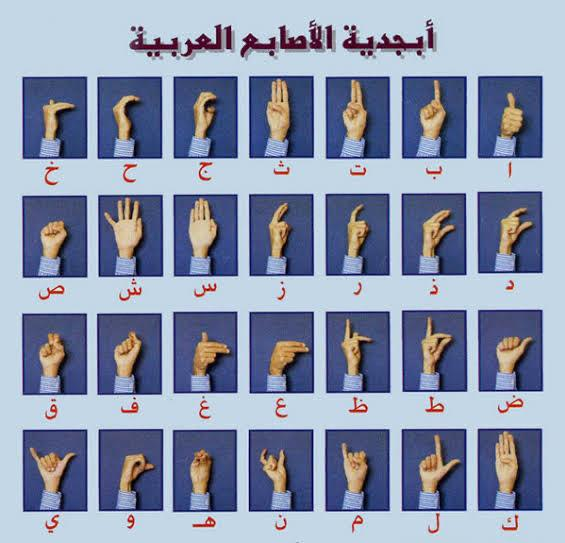 أبجدية الأصابع العربية
ا ب ت ث ج ح خ
د ذ ر ز س ش ص
ض ط ظ ع غ ف ق
ك ل م ن هـ و ي